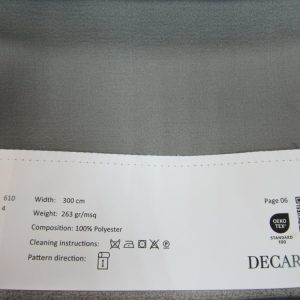 610
4
Width: 300 cm
Weight: 263 gr/msq
Composition: 100% Polyester
Cleaning instructions:
Pattern direction:
Page 06
OEKO
TEX®
STANDARD
100
DECAR